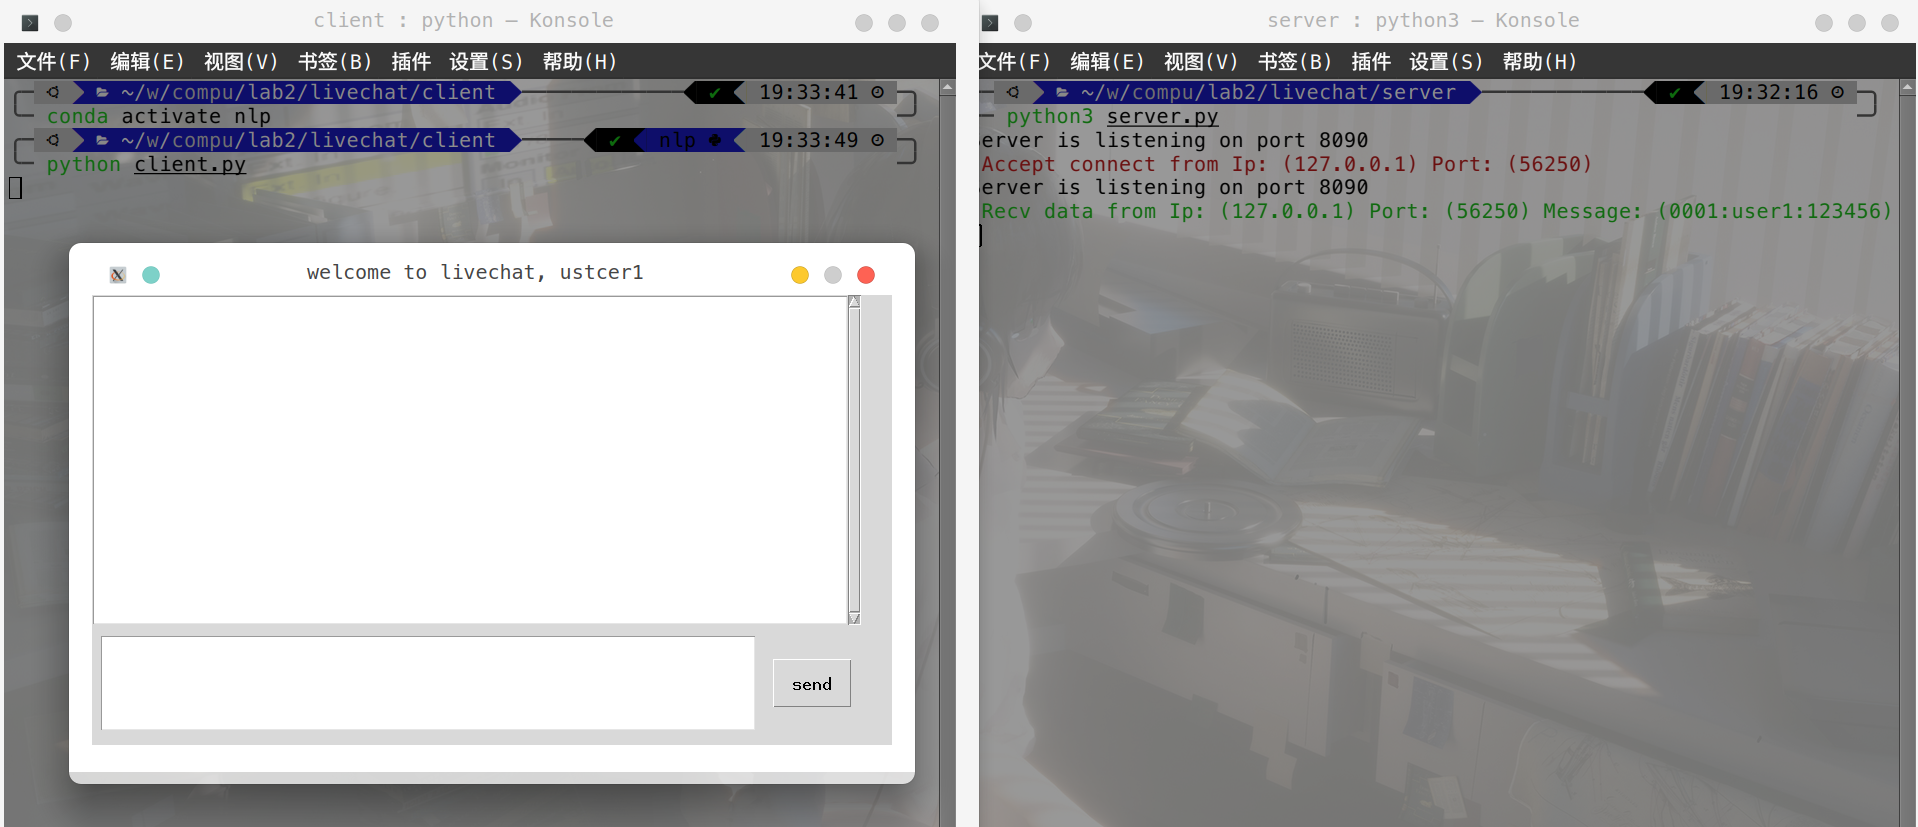 client : python — Konsole
文件(F) 编辑(E) 视图(V) 书签(B) 插件 设置(S) 帮助(H)
~/w/compu/lab2/livechat/client ✔ 19:33:41
conda activate nlp
~/w/compu/lab2/livechat/client ✔ nlp 19:33:49
python client.py
welcome to livechat, ustcer1
send
server : python3 — Konsole
文件(F) 编辑(E) 视图(V) 书签(B) 插件 设置(S) 帮助(H)
~/w/compu/lab2/livechat/server ✔ 19:32:16
python3 server.py
erver is listening on port 8090
Accept connect from Ip: (127.0.0.1) Port: (56250)
erver is listening on port 8090
Recv data from Ip: (127.0.0.1) Port: (56250) Message: (0001:user1:123456)